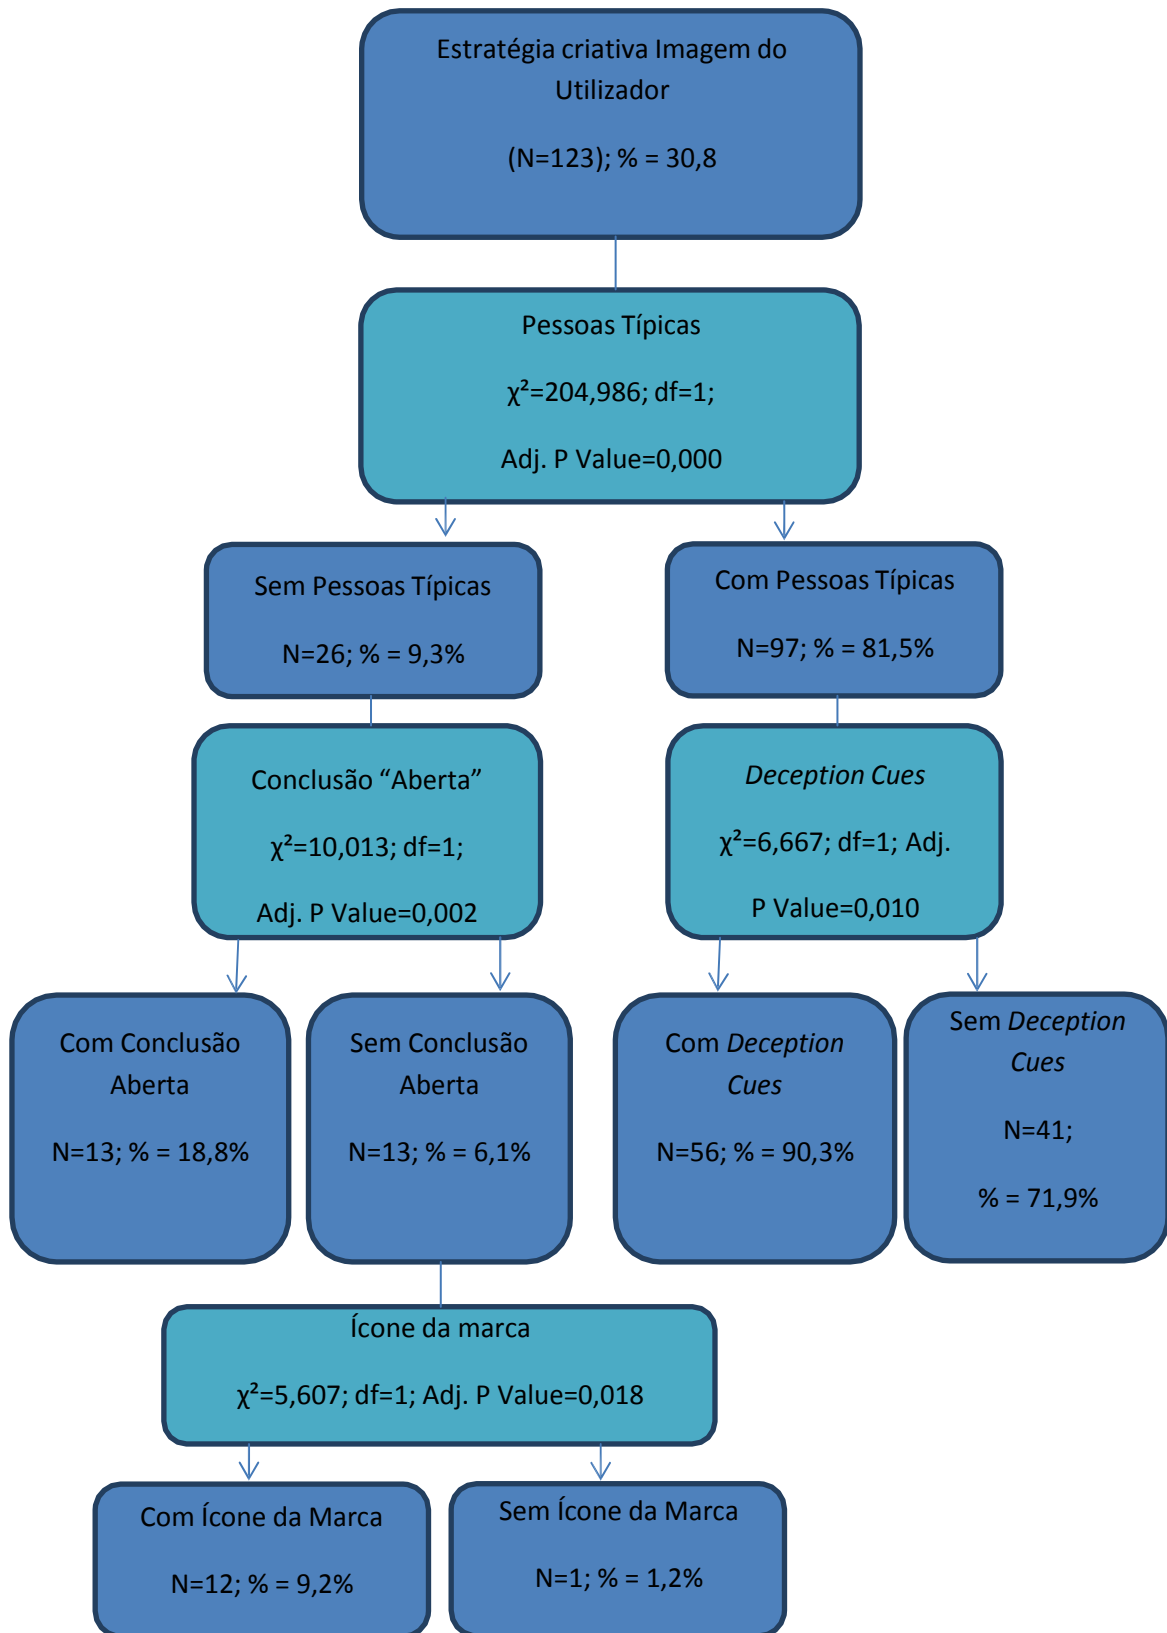 Estratégia criativa Imagem do
Utilizador
(N=123); % = 30,8
Pessoas Típicas
χ²=204,986; df=1;
Adj. P Value=0,000
Sem Pessoas Típicas
N=26; % = 9,3%
Com Pessoas Típicas
N=97; % = 81,5%
Conclusão “Aberta”
χ²=10,013; df=1;
Adj. P Value=0,002
Deception Cues
χ²=6,667; df=1; Adj.
P Value=0,010
Com Conclusão
Aberta
N=13; % = 18,8%
Sem Conclusão
Aberta
N=13; % = 6,1%
Com Deception
Cues
N=56; % = 90,3%
Sem Deception
Cues
N=41;
% = 71,9%
Ícone da marca
χ²=5,607; df=1; Adj. P Value=0,018
Com Ícone da Marca
N=12; % = 9,2%
Sem Ícone da Marca
N=1; % = 1,2%